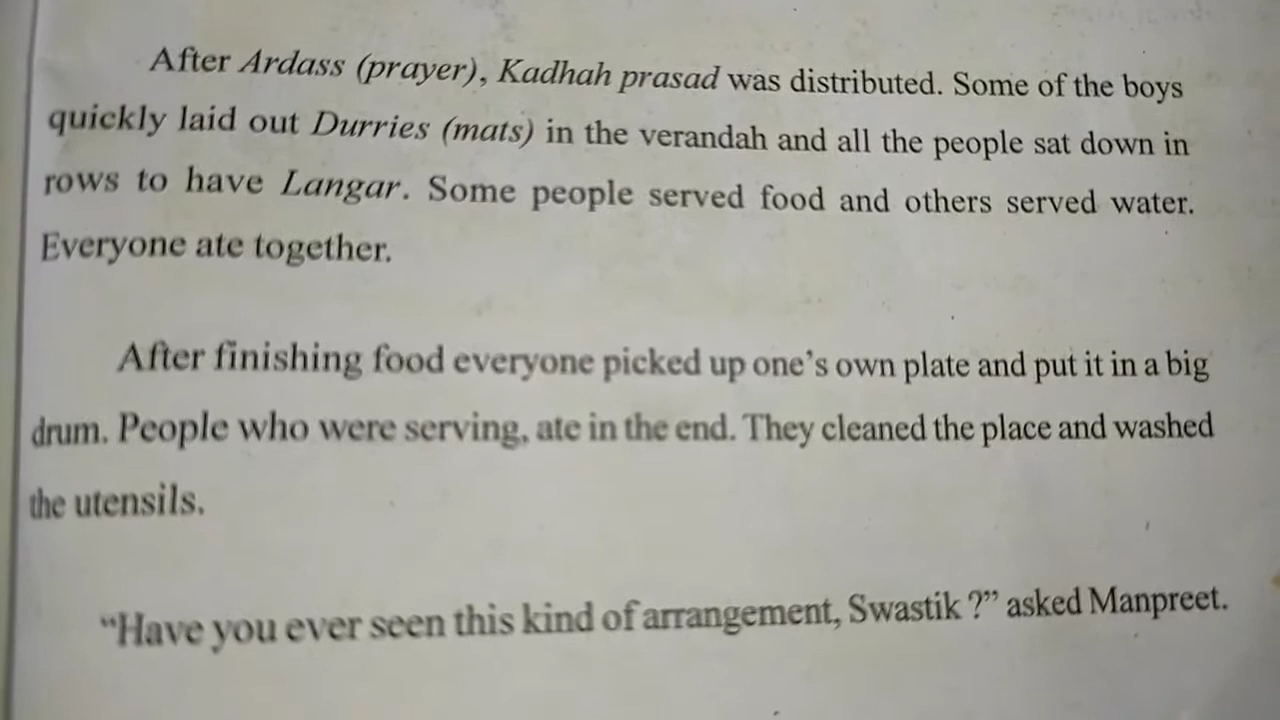 After Ardass (prayer), Kadhah prasad was distributed. Some of the boys
quickly laid out Durries (mats) in the verandah and all the people sat down in
rows to have Langar. Some people served food and others served water.
Everyone ate together.
After finishing food everyone picked up one’s own plate and put it in a big
drum. People who were serving, ate in the end. They cleaned the place and washed
the utensils.
“Have you ever seen this kind of arrangement, Swastik ?” asked Manpreet.